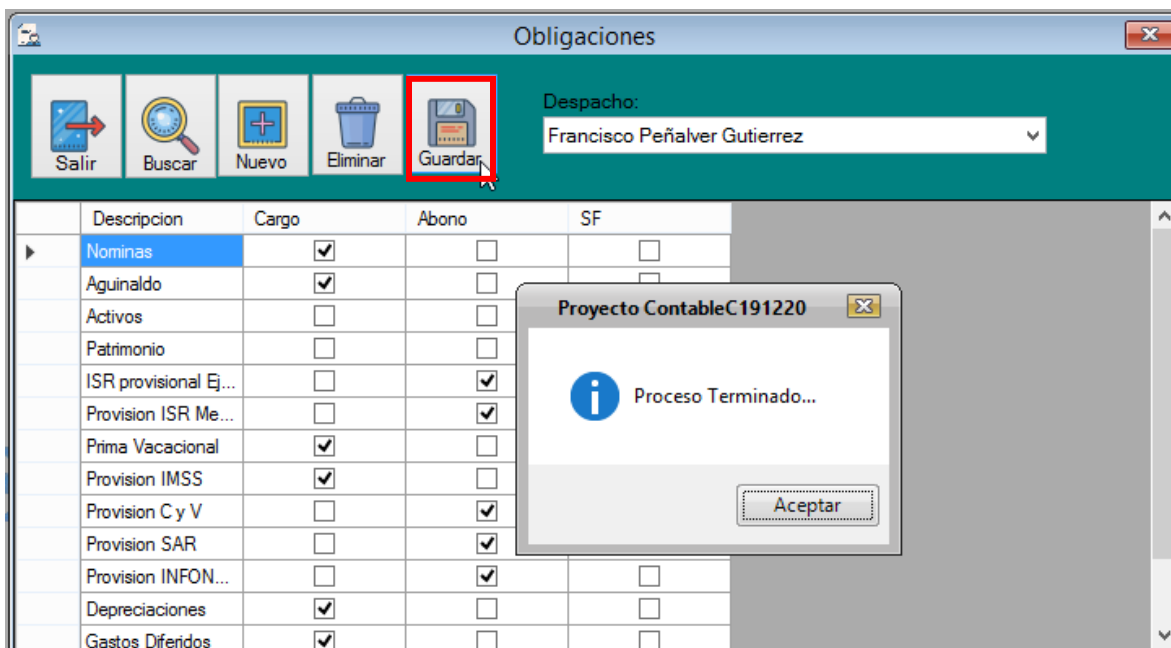 Obligaciones
Despacho:
Francisco Peñalver Gutierrez
Salir Buscar Nuevo Eliminar Guardar
Descripcion Cargo Abono SF
Nominas
Aguinaldo
Activos
Patrimonio
ISR provisional Ej...
Provision ISR Me...
Prima Vacacional
Provision IMSS
Provision C y V
Provision SAR
Provision INFON...
Depreciaciones
Gastos Diferidos
Proyecto ContableC191220
Proceso Terminado...
Aceptar